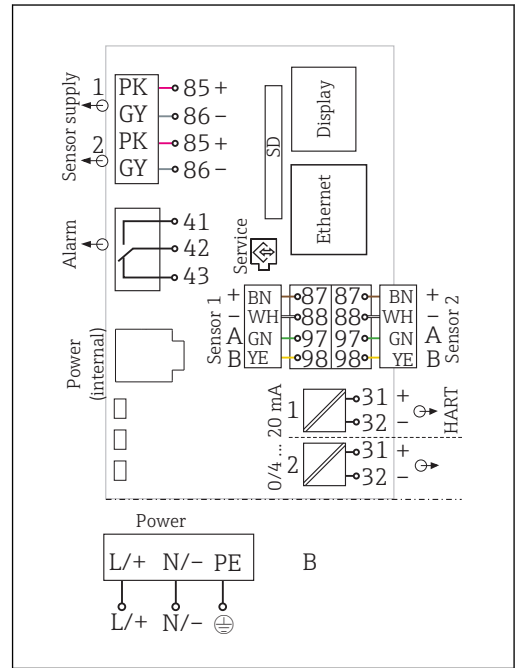 Sensor supply
1 PK 85 +
GY 86 -
2 PK 85 +
GY 86 -
Display
SD
Ethernet
Alarm
41
42
43
Service
Power
(internal)
Sensor 1
+ BN 87 87 BN +
- WH 88 88 WH -
A GN 97 97 GN A
B YE 98 98 YE B
Sensor 2
0/4 ... 20 mA
1 31 +
32 -
HART
2 31 +
32 -
Power
L/+ N/- PE
B
L/+ N/-